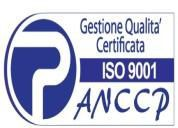 Gestione Qualita'
Certificata
ISO 9001
ANCCP